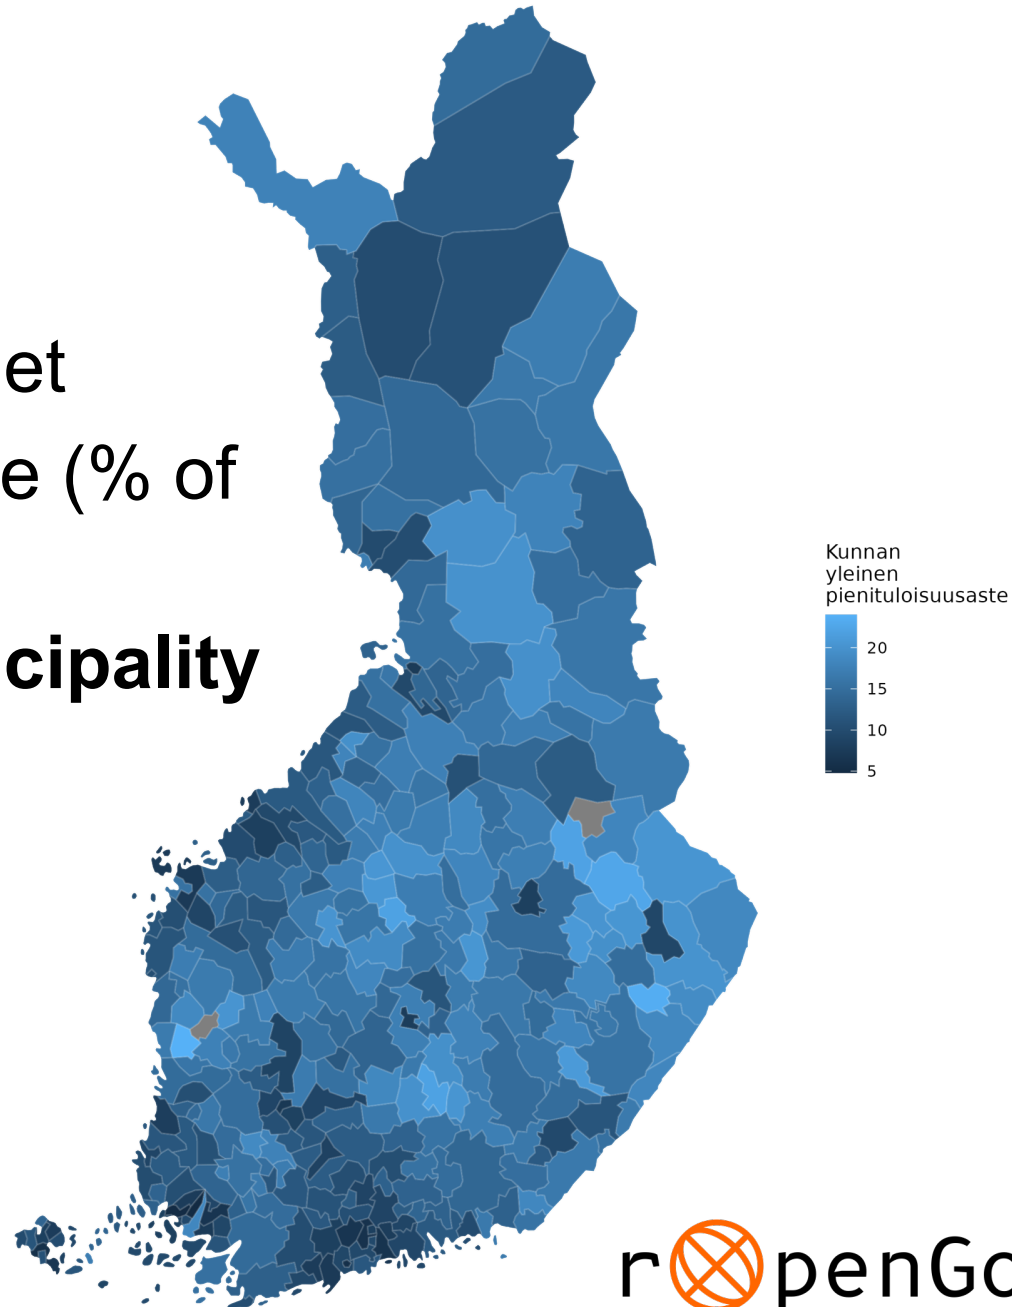 et
e (% of
cipality
Kunnan
yleinen
pienituloisuusaste
20
15
10
5
r penGo